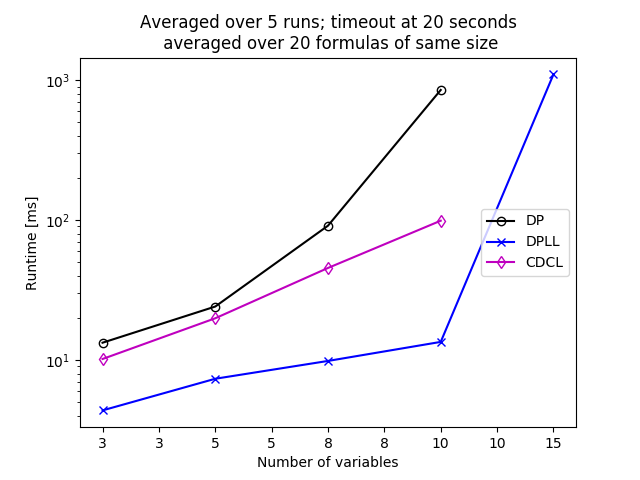 Averaged over 5 runs; timeout at 20 seconds
averaged over 20 formulas of same size
Runtime [ms]
10³
10²
10¹
DP
DPLL
CDCL
3 3 5 5 8 8 10 10 15
Number of variables